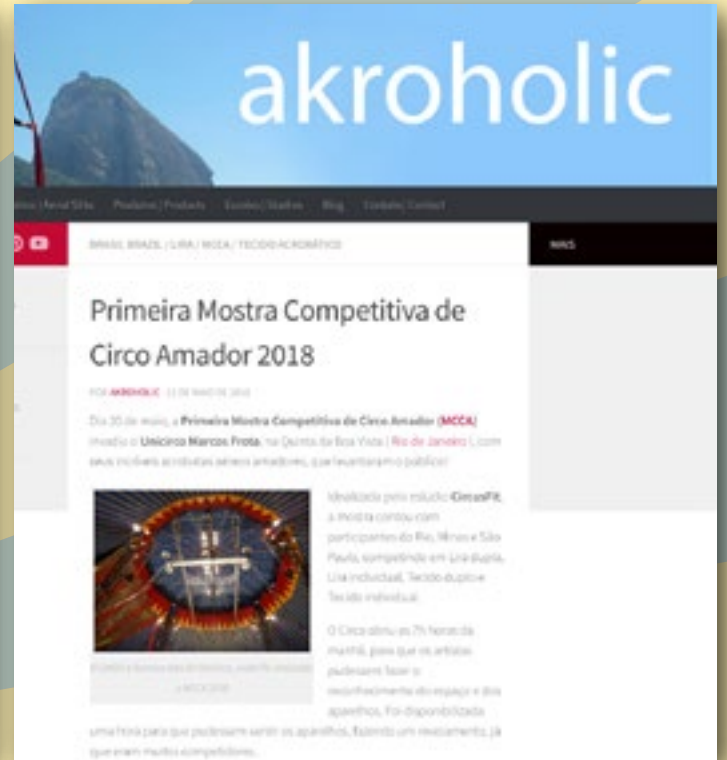 akroholic
Produtos | Products Escolas | Studios Blog Contato | Contact
BRASIL BRAZIL / LIRA / MCCA / TECIDO ACROBÁTICO
MAIS
Primeira Mostra Competitiva de
Circo Amador 2018
POR AKROHOLIC
Dia 20 de maio, a Primeira Mostra Competitiva de Circo Amador (MCCA)
invadiu o Unicirco Marcos Frota, na Quinta da Boa Vista ( Rio de Janeiro ), com
seus incríveis acrobatas aéreos amadores, que levantaram o público!
Idealizada pelo estúdio CircusFit,
a mostra contou com
participantes do Rio, Minas e São
Paulo, competindo em Lira dupla,
Lira individual, Tecido duplo e
Tecido individual.
O Circo abriu as 7h horas da
manhã, para que os artistas
pudessem fazer o
reconhecimento do espaço e dos
aparelhos. Foi disponibilizada
uma hora para que pudessem sentir os aparelhos, fazendo um revezamento, já
que eram muitos competidores.